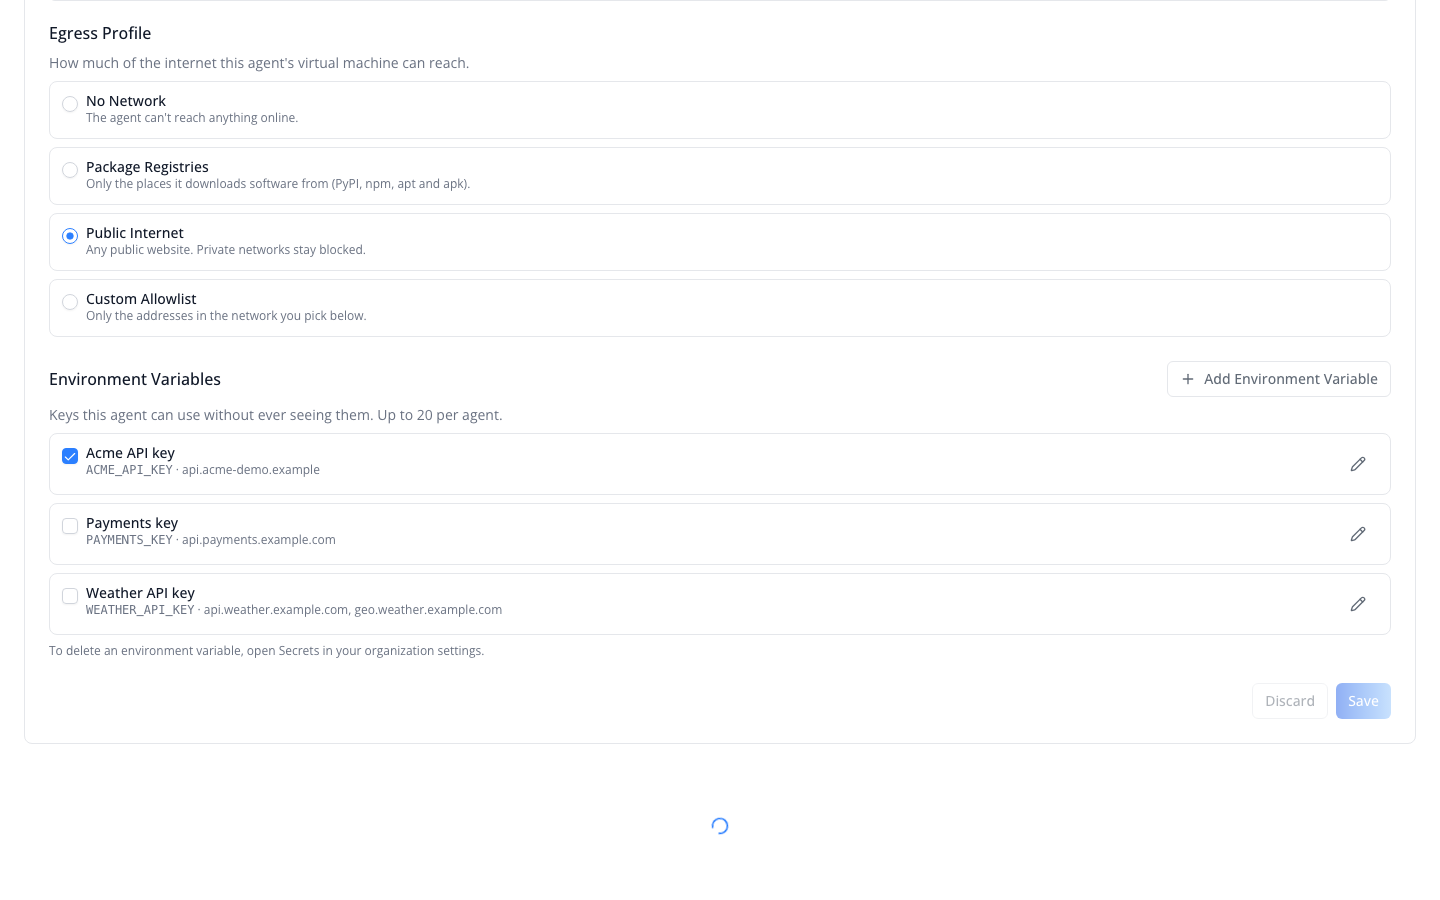 Egress Profile
How much of the internet this agent's virtual machine can reach.
No Network
The agent can't reach anything online.
Package Registries
Only the places it downloads software from (PyPI, npm, apt and apk).
Public Internet
Any public website. Private networks stay blocked.
Custom Allowlist
Only the addresses in the network you pick below.
Environment Variables
Add Environment Variable
Keys this agent can use without ever seeing them. Up to 20 per agent.
Acme API key
ACME_API_KEY · api.acme-demo.example
Payments key
PAYMENTS_KEY · api.payments.example.com
Weather API key
WEATHER_API_KEY · api.weather.example.com, geo.weather.example.com
To delete an environment variable, open Secrets in your organization settings.
Discard
Save